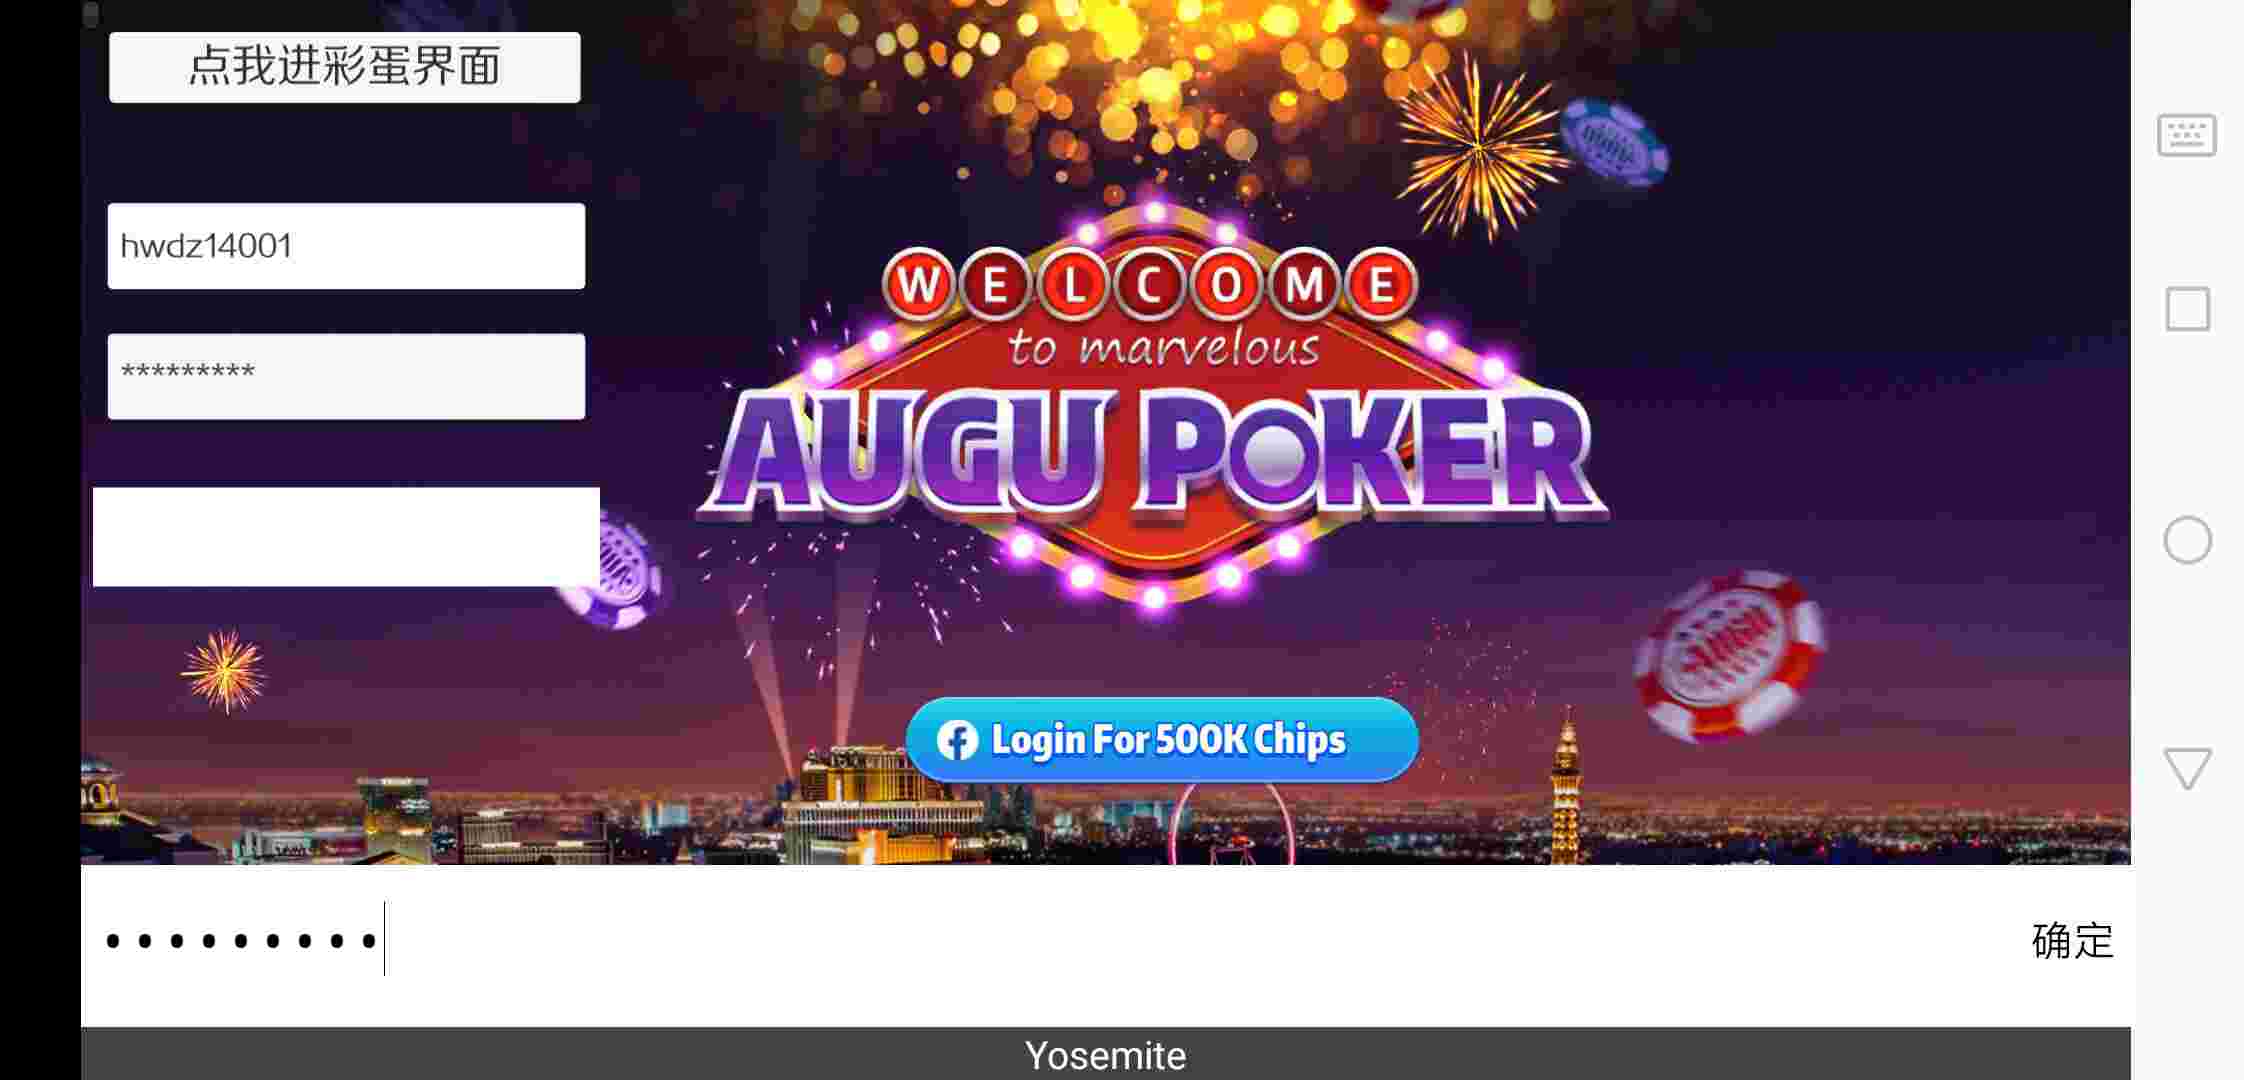 点我进彩蛋界面
hwdz14001
*********
WELCOME
to marvelous
AUGU POKER
Login For 500K Chips
•••••••••
确定
Yosemite